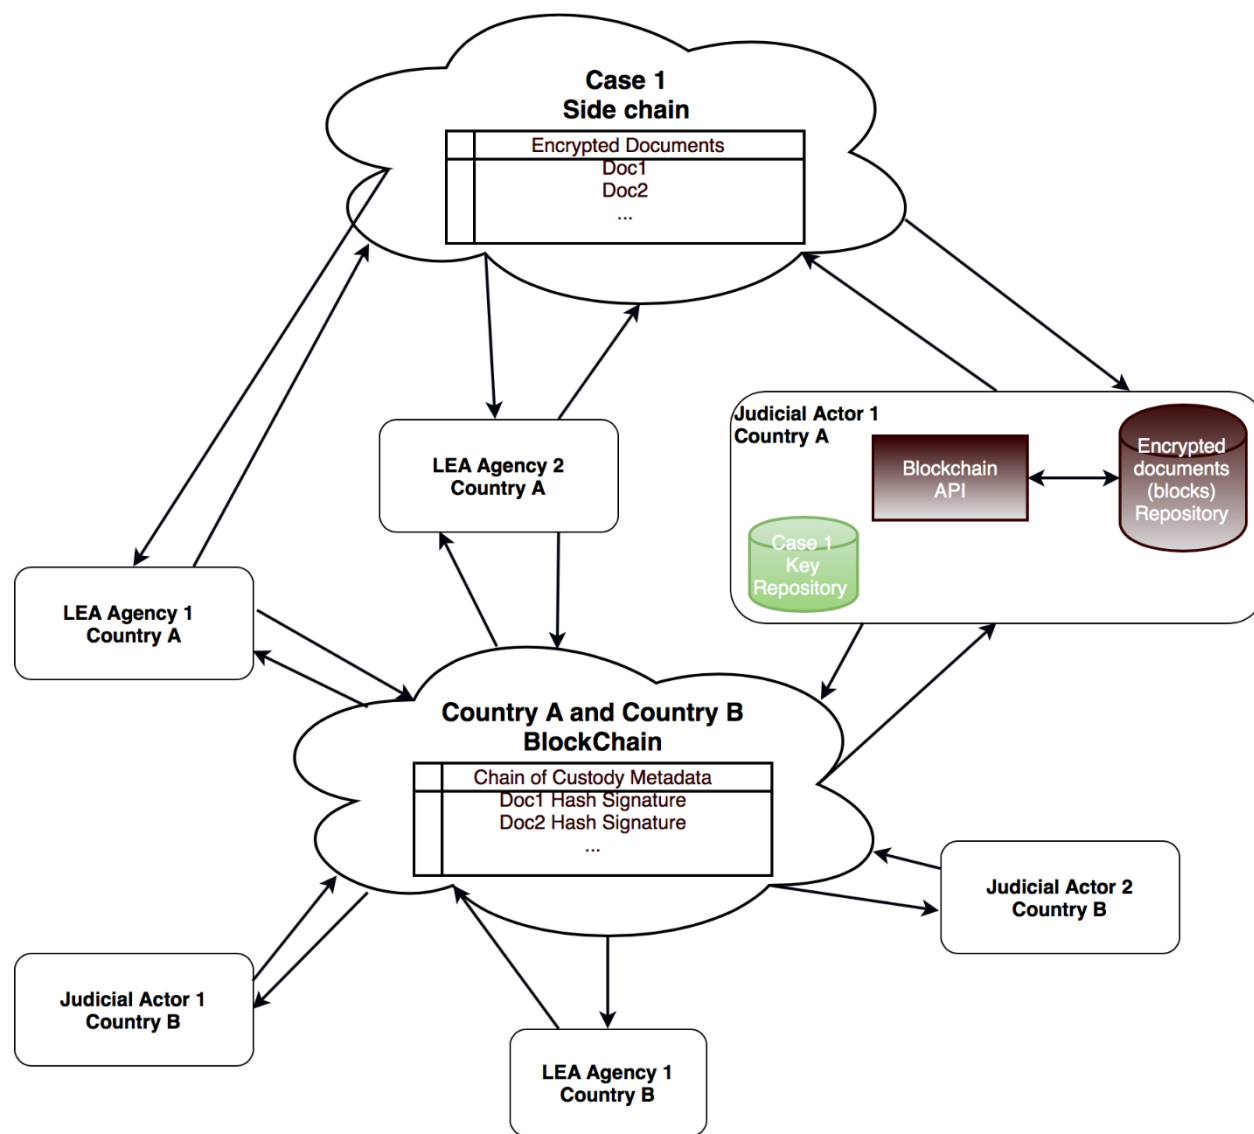 Case 1
Side chain
Encrypted Documents
Doc1
Doc2
...
Judicial Actor 1
Country A
Blockchain
API
Encrypted
documents
(blocks)
Repository
Case 1
Key
Repository
LEA Agency 2
Country A
LEA Agency 1
Country A
Country A and Country B
BlockChain
Chain of Custody Metadata
Doc1 Hash Signature
Doc2 Hash Signature
...
Judicial Actor 2
Country B
Judicial Actor 1
Country B
LEA Agency 1
Country B